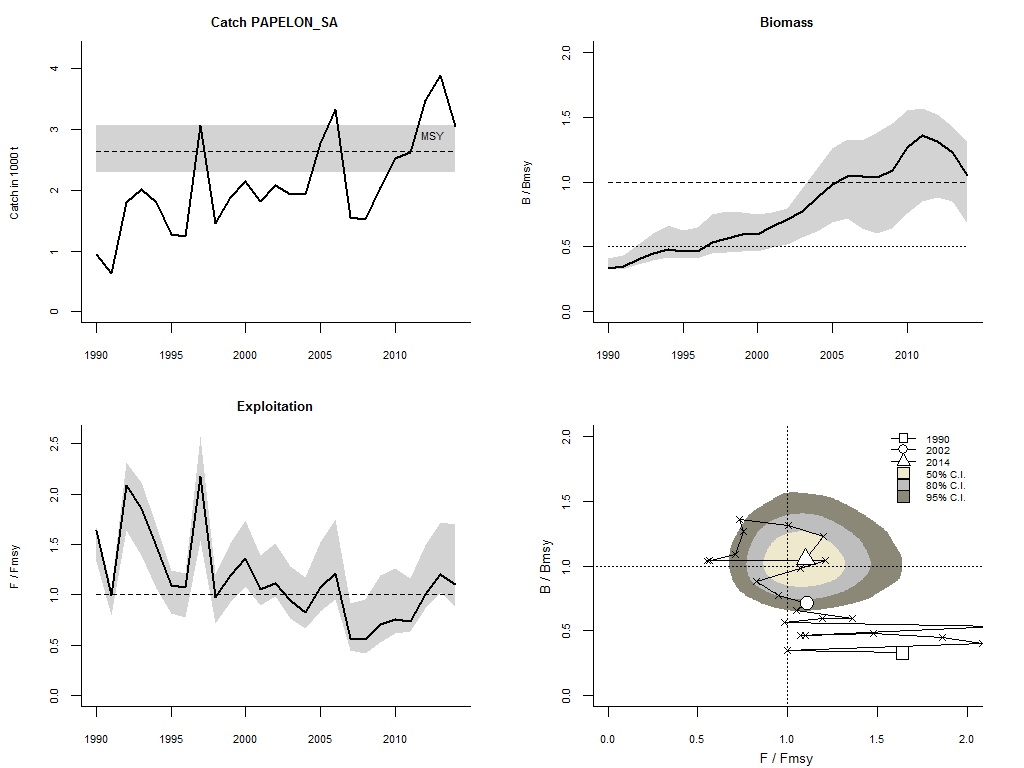 Catch PAPELON_SA
Catch in 1000 t
4
3
2
1
0
MSY
1990 1995 2000 2005 2010
Biomass
B / Bmsy
2.0
1.5
1.0
0.5
0.0
1990 1995 2000 2005 2010
Exploitation
F / Fmsy
2.5
2.0
1.5
1.0
0.5
0.0
1990 1995 2000 2005 2010
B / Bmsy
2.0
1.5
1.0
0.5
0.0
1990
2002
2014
50% C.I.
80% C.I.
95% C.I.
0.0 0.5 1.0 1.5 2.0
F / Fmsy